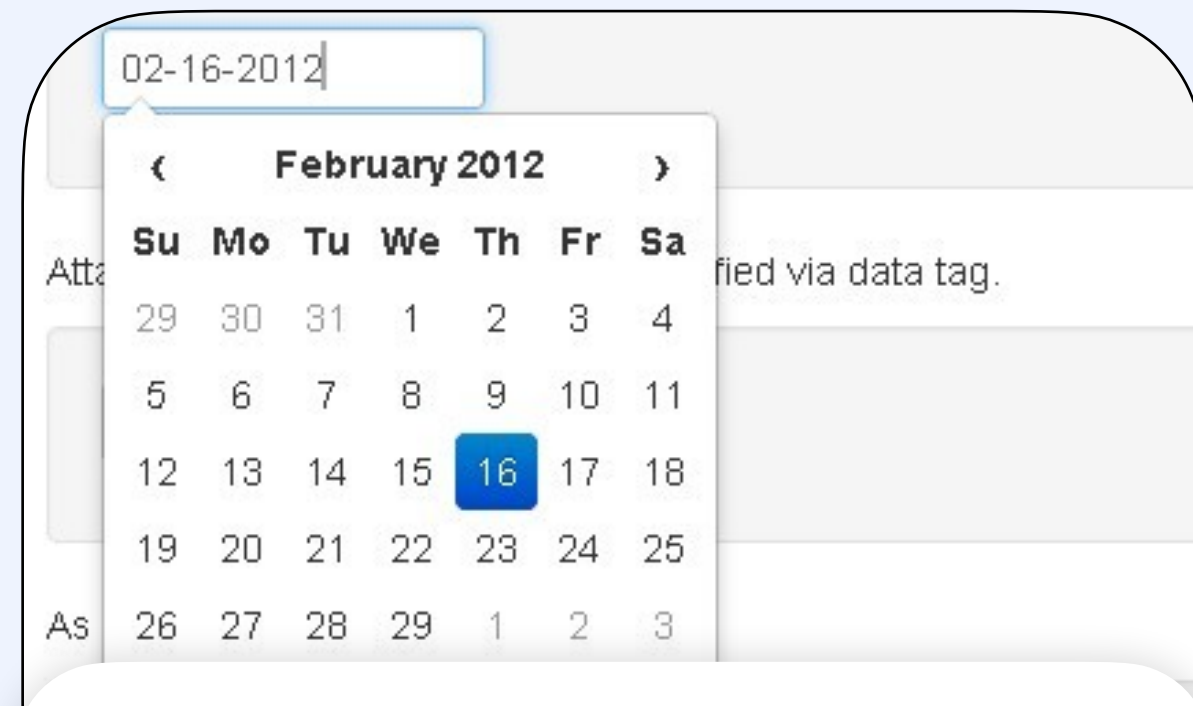 02-16-2012
‹ February 2012 ›
Su Mo Tu We Th Fr Sa
fied via data tag.
29 30 31 1 2 3 4
5 6 7 8 9 10 11
12 13 14 15 16 17 18
19 20 21 22 23 24 25
As
26 27 28 29 1 2 3